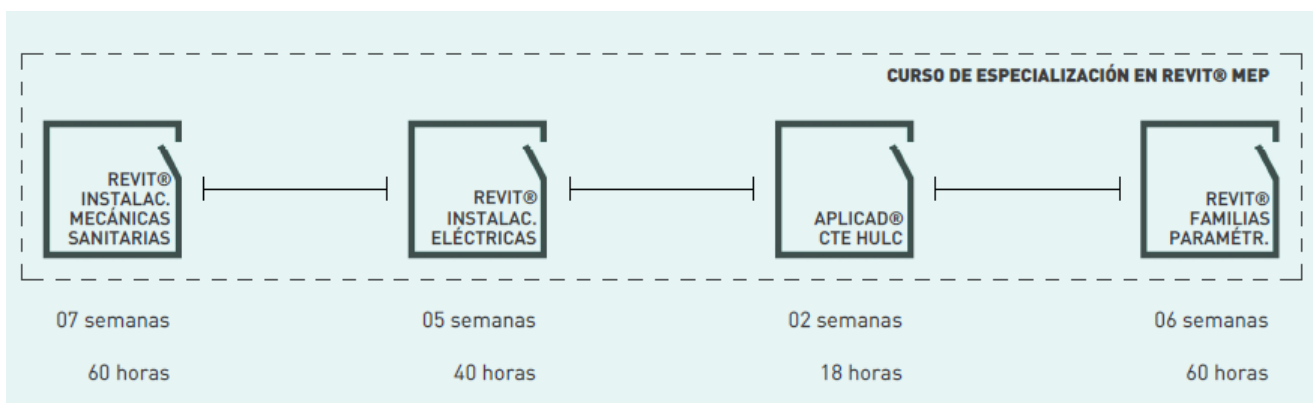 CURSO DE ESPECIALIZACIÓN EN REVIT® MEP
REVIT®
INSTALAC.
MECÁNICAS
SANITARIAS
REVIT®
INSTALAC.
ELÉCTRICAS
APLICAD®
CTE HULC
REVIT®
FAMILIAS
PARAMÉTR.
07 semanas
05 semanas
02 semanas
06 semanas
60 horas
40 horas
18 horas
60 horas